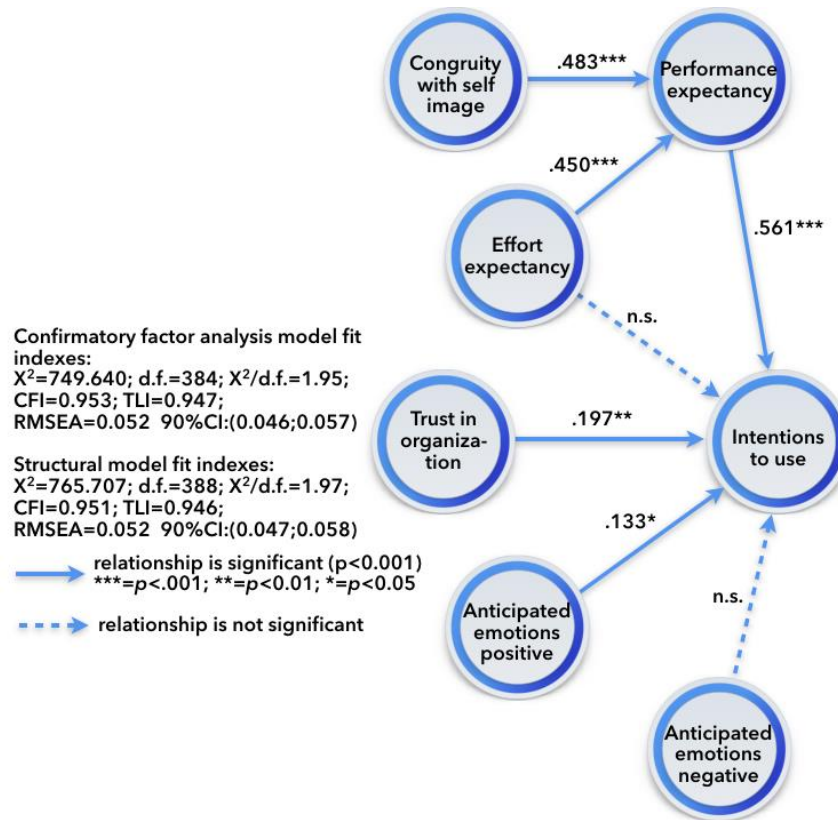 Congruity
with self
image
.483***
Performance
expectancy
.450***
Effort
expectancy
.561***
n.s.
Confirmatory factor analysis model fit
indexes:
X²=749.640; d.f.=384; X²/d.f.=1.95;
CFI=0.953; TLI=0.947;
RMSEA=0.052 90%CI:(0.046;0.057)
Structural model fit indexes:
X²=765.707; d.f.=388; X²/d.f.=1.97;
CFI=0.951; TLI=0.946;
RMSEA=0.052 90%CI:(0.047;0.058)
relationship is significant (p<0.001)
***=p<.001; **=p<0.01; *=p<0.05
relationship is not significant
Trust in
organiza-
tion
.197**
Intentions
to use
.133*
Anticipated
emotions
positive
n.s.
Anticipated
emotions
negative